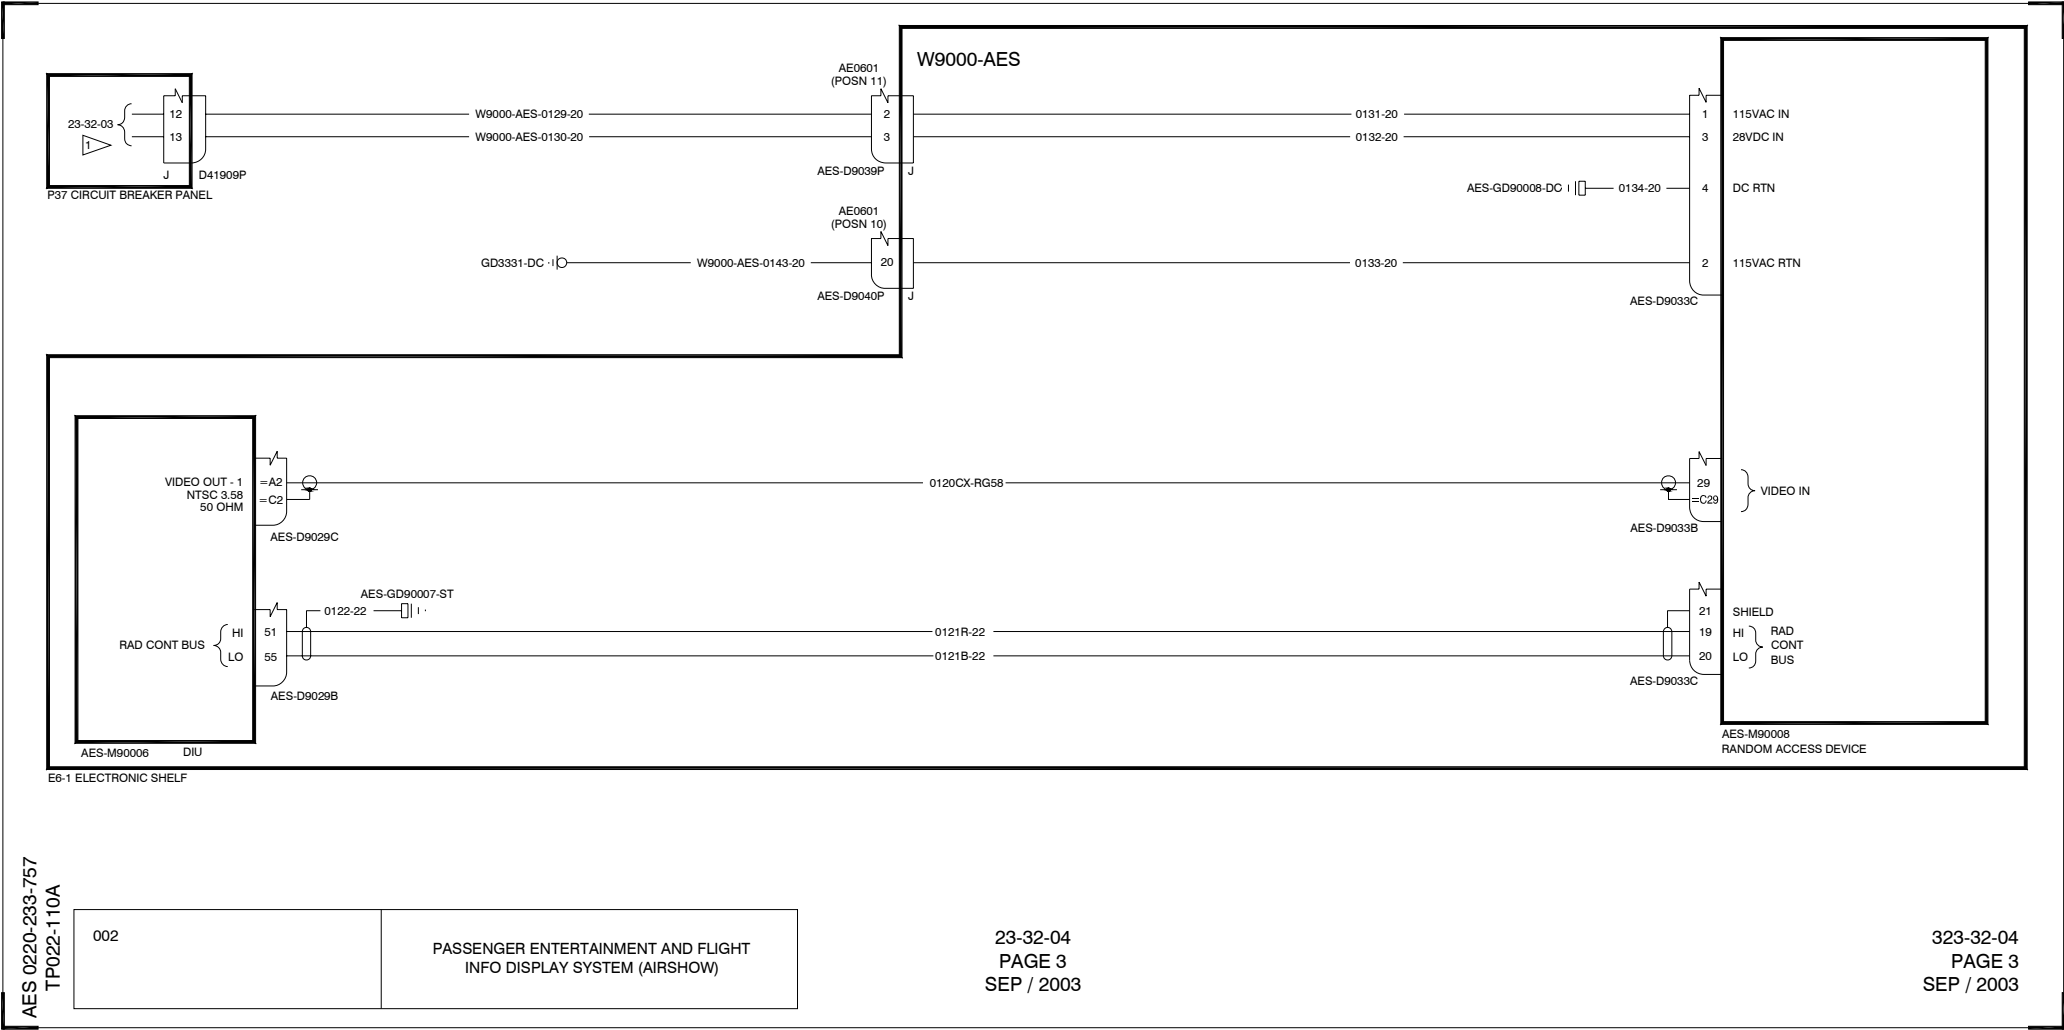 W9000-AES
AE0601
(POSN 11)
23-32-03
1
12
13
J
D41909P
P37 CIRCUIT BREAKER PANEL
W9000-AES-0129-20
W9000-AES-0130-20
2
3
AES-D9039P
J
0131-20
0132-20
1
3
115VAC IN
28VDC IN
AES-GD90008-DC
0134-20
4
DC RTN
AE0601
(POSN 10)
GD3331-DC
W9000-AES-0143-20
20
AES-D9040P
J
0133-20
2
115VAC RTN
AES-D9033C
VIDEO OUT - 1
NTSC 3.58
50 OHM
=A2
=C2
AES-D9029C
0120CX-RG58
29
=C29
VIDEO IN
AES-D9033B
AES-GD90007-ST
0122-22
RAD CONT BUS
HI
LO
51
55
AES-D9029B
0121R-22
0121B-22
21
19
20
SHIELD
HI
LO
RAD
CONT
BUS
AES-D9033C
AES-M90006
DIU
AES-M90008
RANDOM ACCESS DEVICE
E6-1 ELECTRONIC SHELF
AES 0220-233-757
TP022-110A
002
PASSENGER ENTERTAINMENT AND FLIGHT
INFO DISPLAY SYSTEM (AIRSHOW)
23-32-04
PAGE 3
SEP / 2003
323-32-04
PAGE 3
SEP / 2003